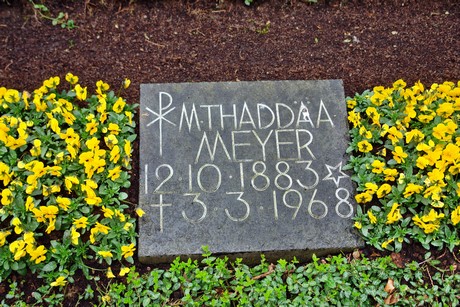 ☧ M. THADDÄA
MEYER
12·10·1883☆
✝3·3·1968